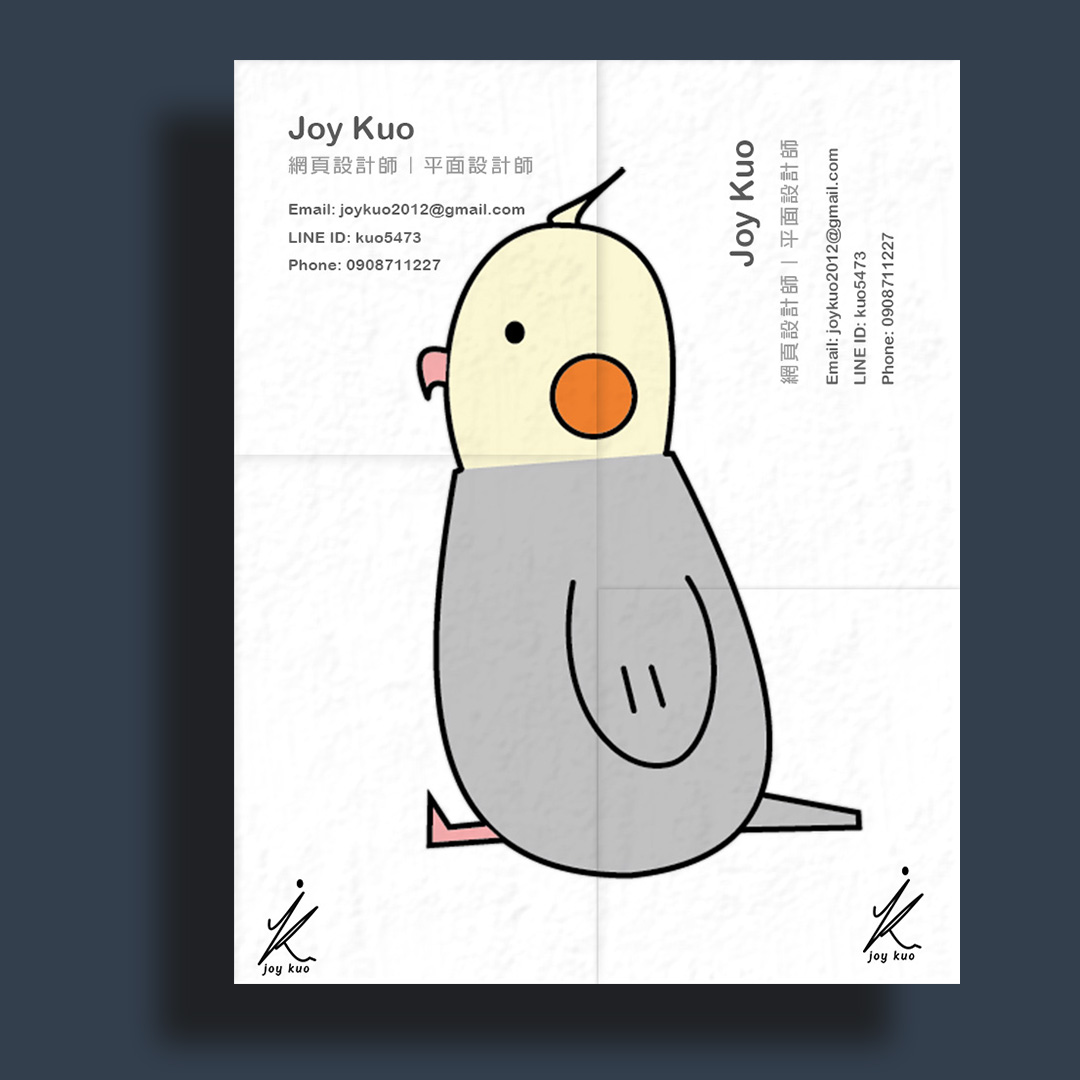 Joy Kuo
網頁設計師 | 平面設計師
Email: joykuo2012@gmail.com
LINE ID: kuo5473
Phone: 0908711227
Joy Kuo
網頁設計師 | 平面設計師
Email: joykuo2012@gmail.com
LINE ID: kuo5473
Phone: 0908711227
joy kuo
joy kuo